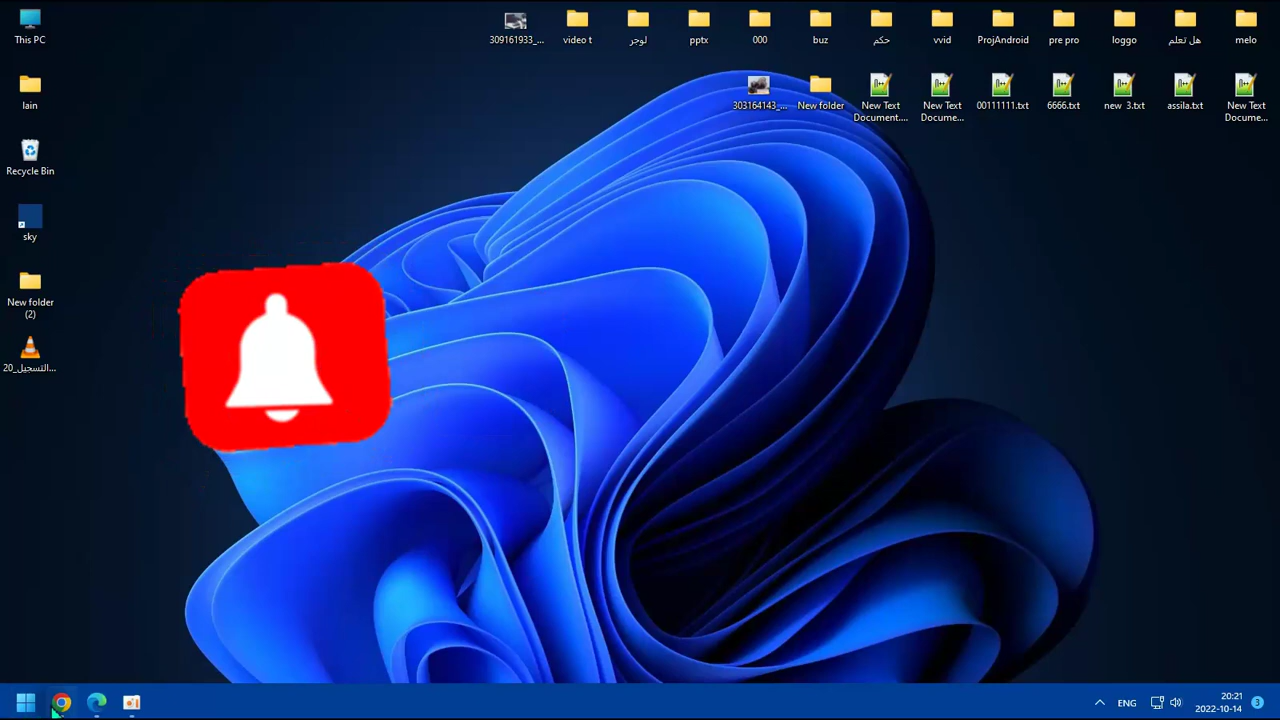 This PC
309161933_...
video t
لوجز
pptx
000
buz
حكم
vvid
ProjAndroid
pre pro
loggo
هل تعلم
melo
lain
303164143_...
New folder
New Text
Document....
New Text
Docume...
00111111.txt
6666.txt
new 3.txt
assila.txt
New Text
Docume...
Recycle Bin
sky
New folder
(2)
التسجيل_20...
ENG
20:21
2022-10-14
3